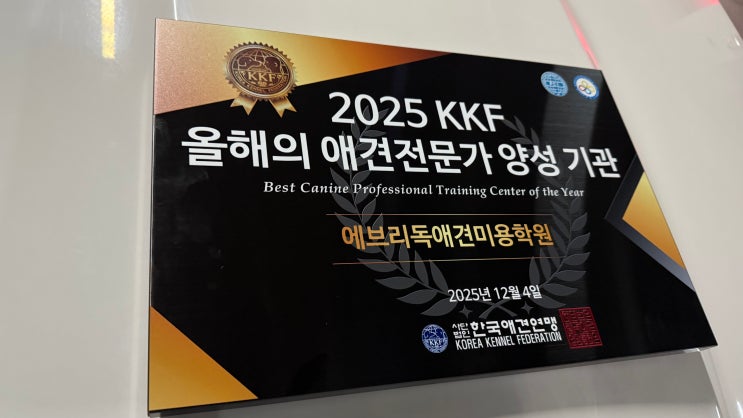 KKF
2025 KKF
올해의 애견전문가 양성 기관
Best Canine Professional Training Center of the Year
에브리독애견미용학원
2025년 12월 4일
KKF
사단법인 한국애견연맹
KOREA KENNEL FEDERATION